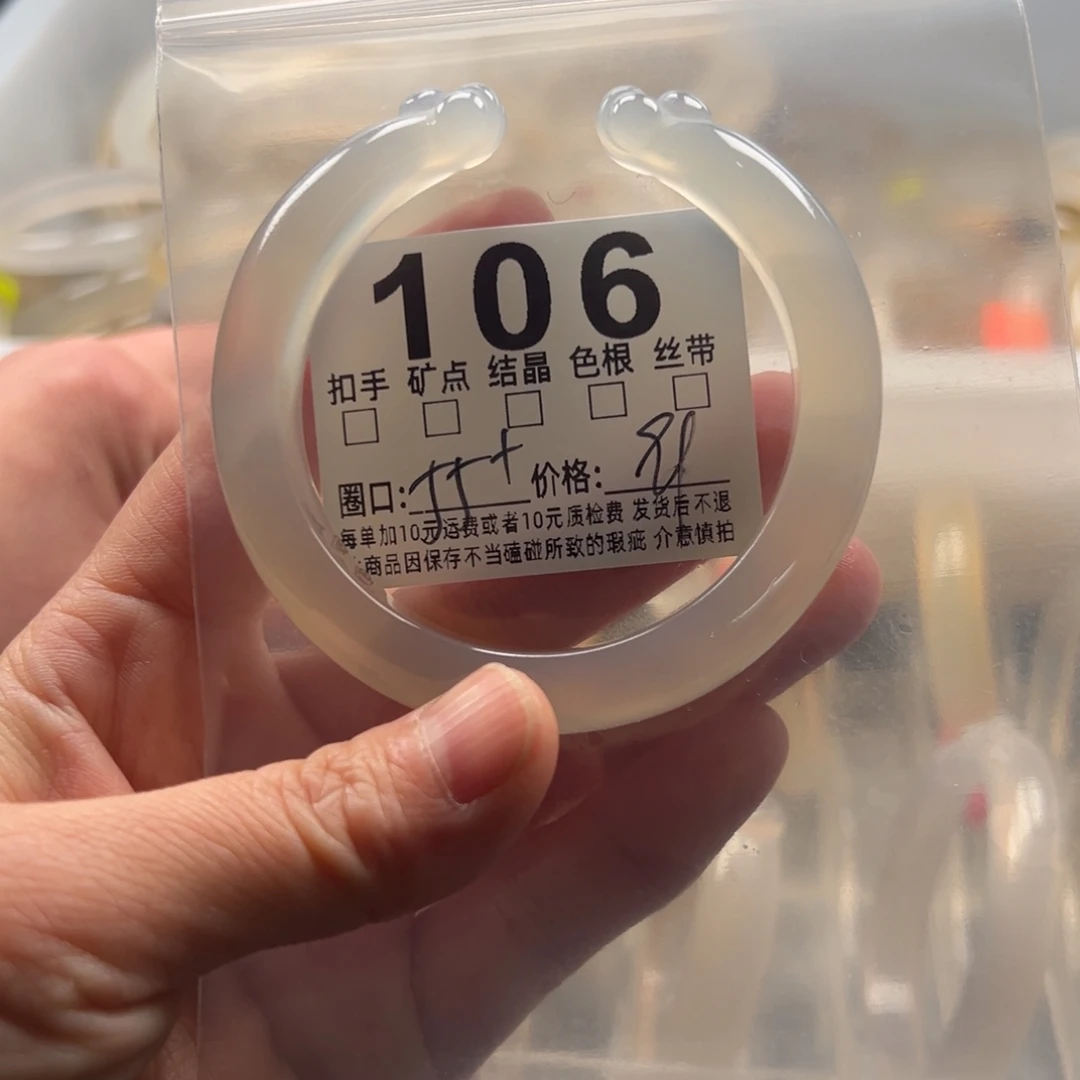 106
扣手 矿点 结晶 色根 丝带
圈口: 55+ 价格:
每单加10元运费或者10元质检费 发货后不退
商品因保存不当磕碰所致的瑕疵 介意慎拍